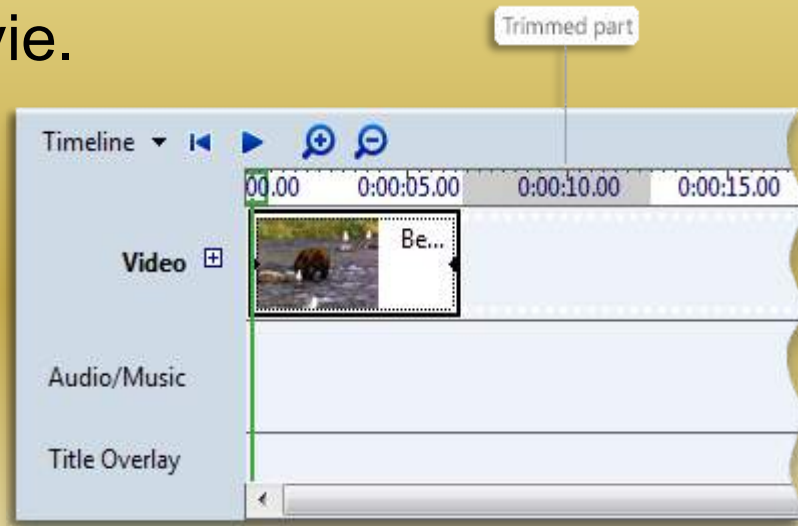 vie.
Trimmed part
Timeline
00.00 0:00:05.00 0:00:10.00 0:00:15.00
Video
Be...
Audio/Music
Title Overlay